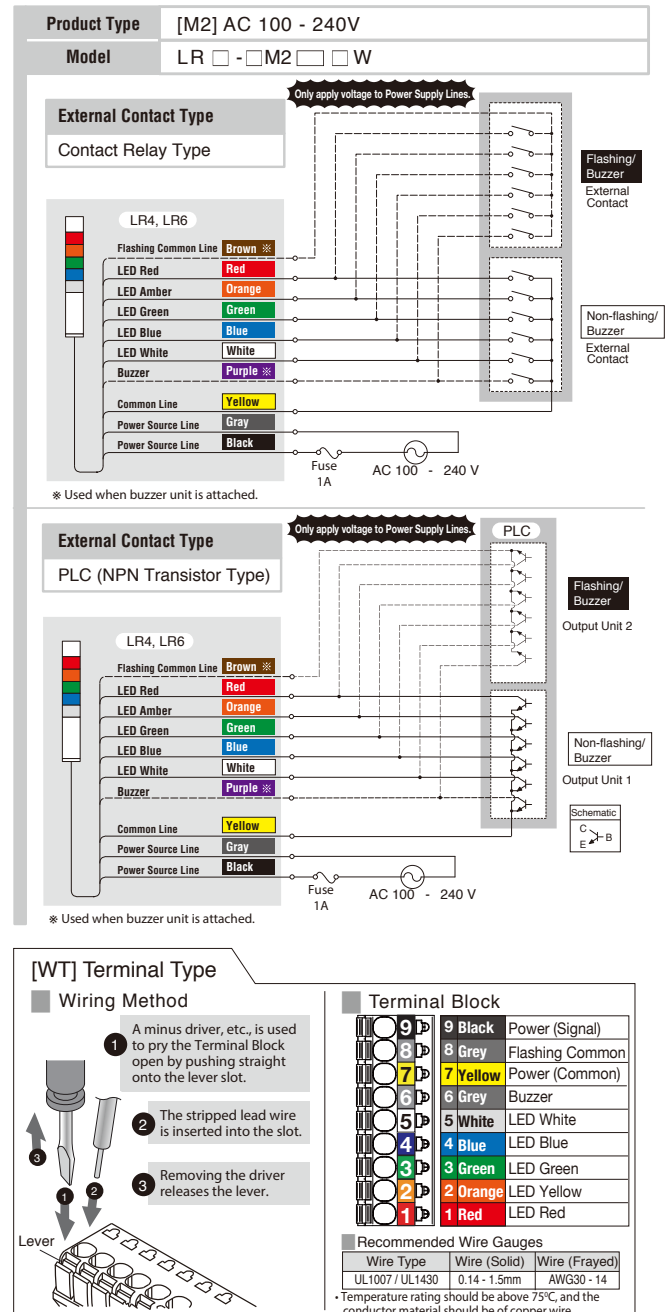 Product Type [M2] AC 100 - 240V
Model LR □ - □M2 □ □ W
Only apply voltage to Power Supply Lines.
External Contact Type
Contact Relay Type
Flashing/
Buzzer
External
Contact
LR4, LR6
Flashing Common Line Brown ※
LED Red Red
LED Amber Orange
LED Green Green
LED Blue Blue
LED White White
Buzzer Purple ※
Common Line Yellow
Power Source Line Gray
Power Source Line Black
Non-flashing/
Buzzer
External
Contact
Fuse
1A
AC 100 - 240 V
※ Used when buzzer unit is attached.
Only apply voltage to Power Supply Lines.
PLC
External Contact Type
PLC (NPN Transistor Type)
Flashing/
Buzzer
Output Unit 2
LR4, LR6
Flashing Common Line Brown ※
LED Red Red
LED Amber Orange
LED Green Green
LED Blue Blue
LED White White
Buzzer Purple ※
Common Line Yellow
Power Source Line Gray
Power Source Line Black
Non-flashing/
Buzzer
Output Unit 1
Schematic
C
B
E
Fuse
1A
AC 100 - 240 V
※ Used when buzzer unit is attached.
[WT] Terminal Type
Wiring Method
1 A minus driver, etc., is used
to pry the Terminal Block
open by pushing straight
onto the lever slot.
2 The stripped lead wire
is inserted into the slot.
3 Removing the driver
releases the lever.
3
1
2
Lever
Terminal Block
9 9 Black Power (Signal)
8 8 Grey Flashing Common
7 7 Yellow Power (Common)
6 6 Grey Buzzer
5 5 White LED White
4 4 Blue LED Blue
3 3 Green LED Green
2 2 Orange LED Yellow
1 1 Red LED Red
Recommended Wire Gauges
Wire Type Wire (Solid) Wire (Frayed)
UL1007 / UL1430 0.14 - 1.5mm AWG30 - 14
• Temperature rating should be above 75°C, and the
conductor material should be of copper wire